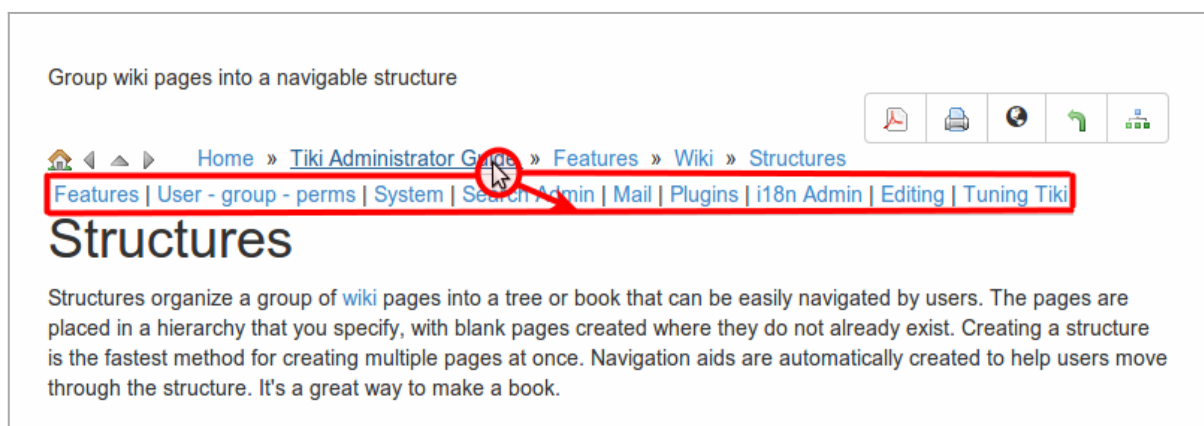 Group wiki pages into a navigable structure
Home » Tiki Administrator Guide » Features » Wiki » Structures
Features | User - group - perms | System | Search Admin | Mail | Plugins | i18n Admin | Editing | Tuning Tiki
Structures
Structures organize a group of wiki pages into a tree or book that can be easily navigated by users. The pages are
placed in a hierarchy that you specify, with blank pages created where they do not already exist. Creating a structure
is the fastest method for creating multiple pages at once. Navigation aids are automatically created to help users move
through the structure. It's a great way to make a book.